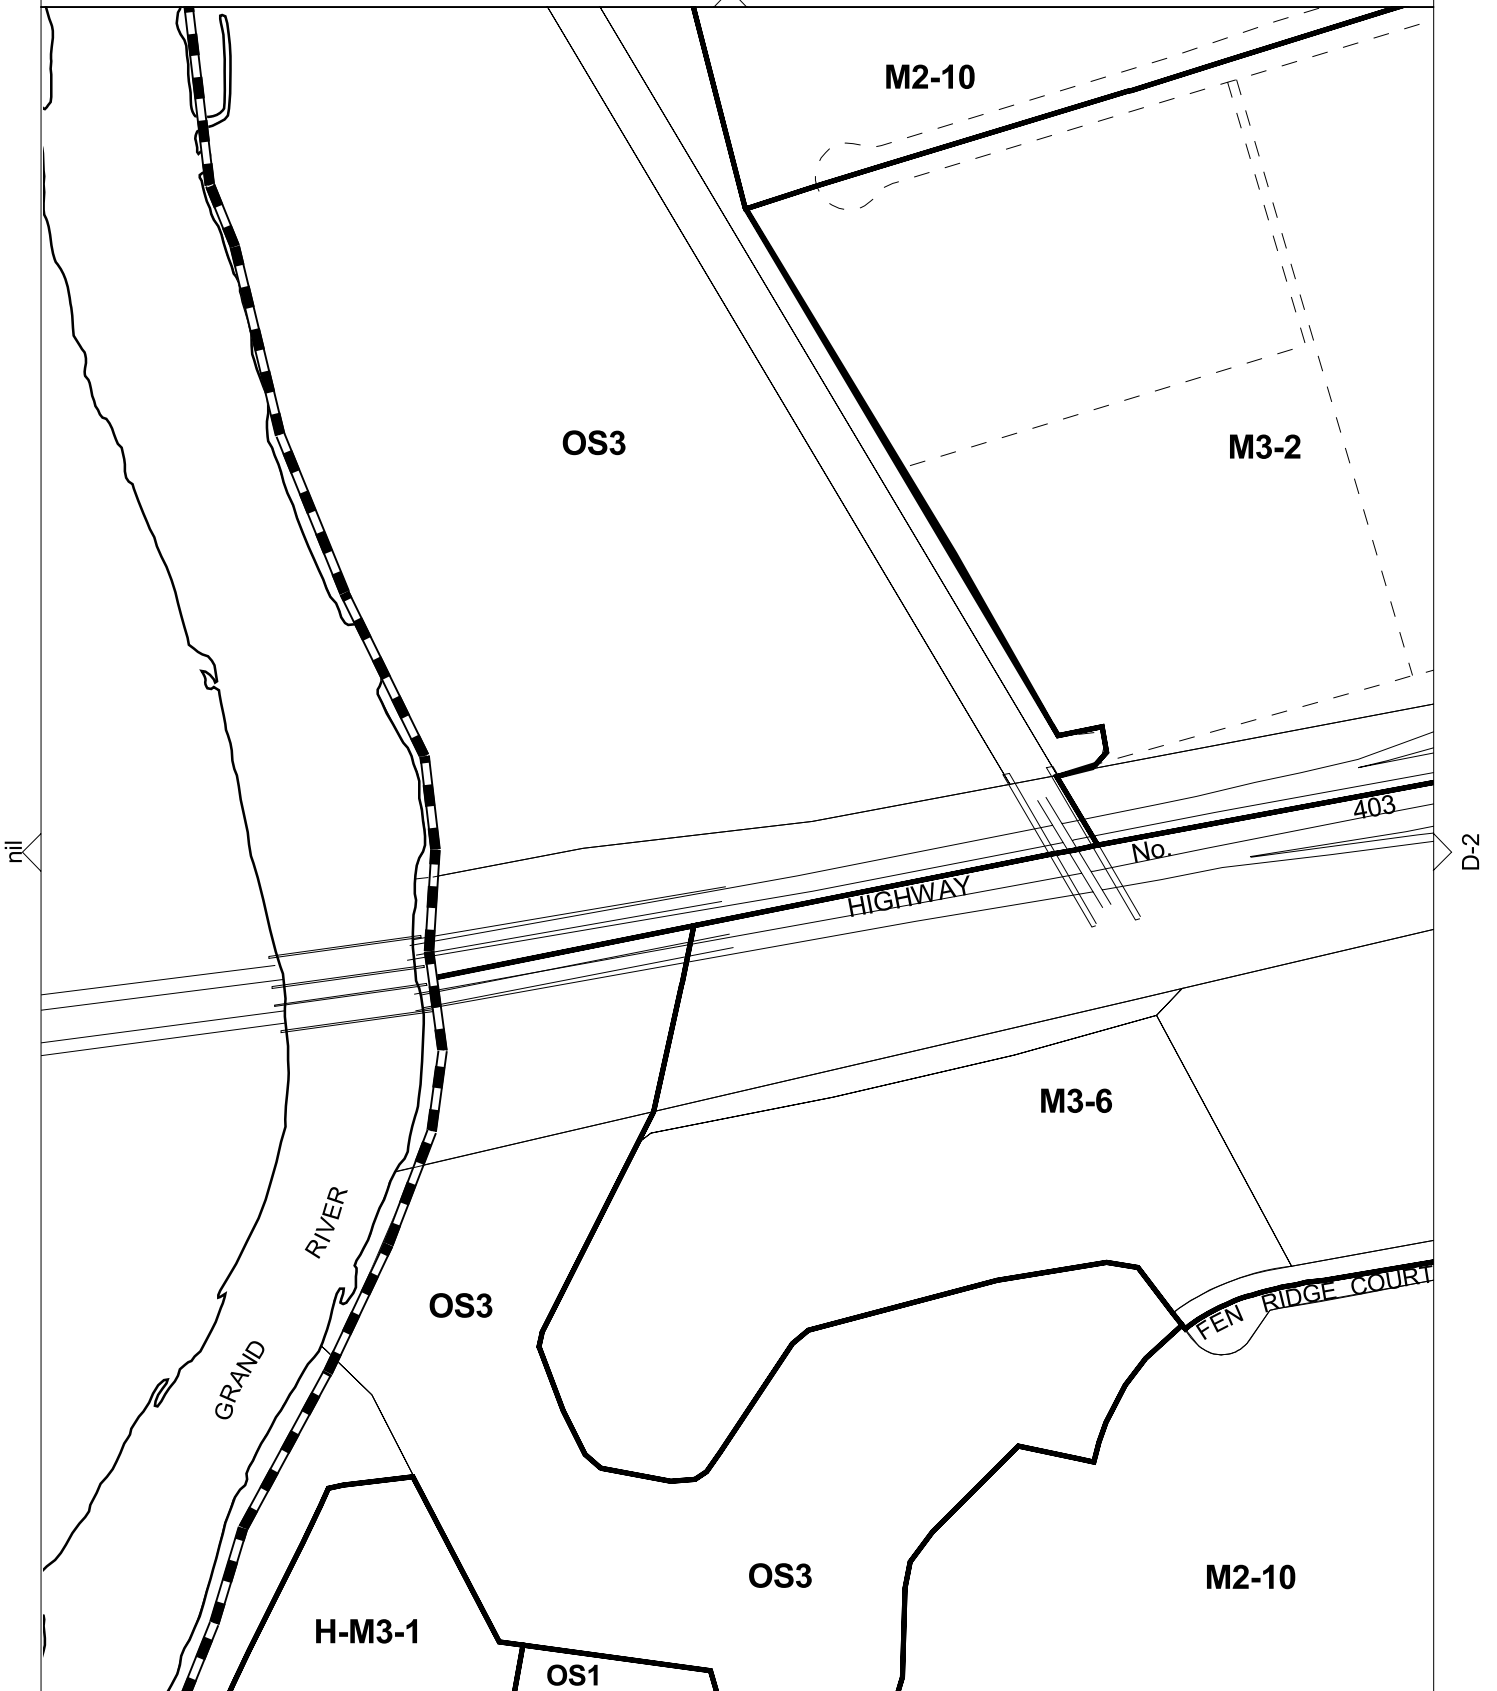 M2-10
OS3
M3-2
403
No.
HIGHWAY
nil
D-2
M3-6
RIVER
GRAND
OS3
FEN RIDGE COURT
OS3
M2-10
H-M3-1
OS1